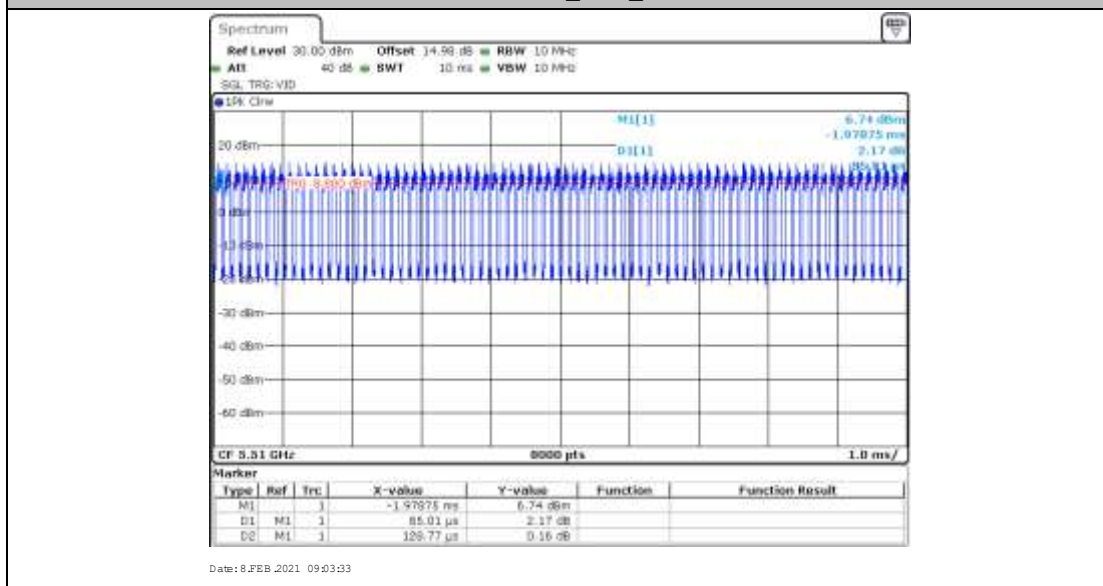 Spectrum
Ref Level 30.00 dBm Offset 14.98 dB RBW 10 MHz
Att 40 dB SWT 10 ms VBW 10 MHz
SGL TRG: VID
1Pk Clrw
M1[1] 6.74 dBm
-1.97875 ms
20 dBm D1[1] 2.17 dB
0 dBm
-10 dBm
-20 dBm
-30 dBm
-40 dBm
-50 dBm
-60 dBm
CF 5.51 GHz 8000 pts 1.0 ms/
Marker
Type Ref Trc X-value Y-value Function Function Result
M1 1 -1.97875 ms 6.74 dBm
D1 M1 1 85.01 µs 2.17 dB
D2 M1 1 128.77 µs 0.16 dB
Date: 8.FEB.2021 09:03:33